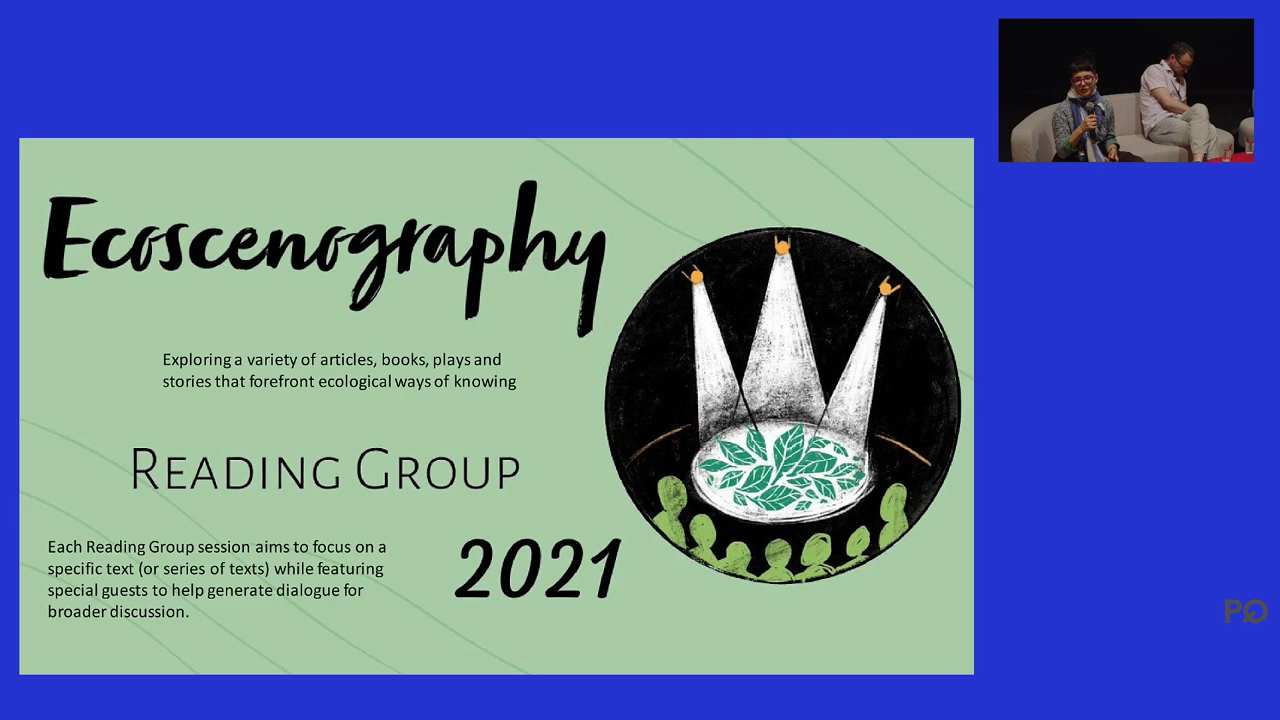 Ecoscenography
Exploring a variety of articles, books, plays and
stories that forefront ecological ways of knowing
READING GROUP
Each Reading Group session aims to focus on a
specific text (or series of texts) while featuring
special guests to help generate dialogue for
broader discussion.
2021
PQ